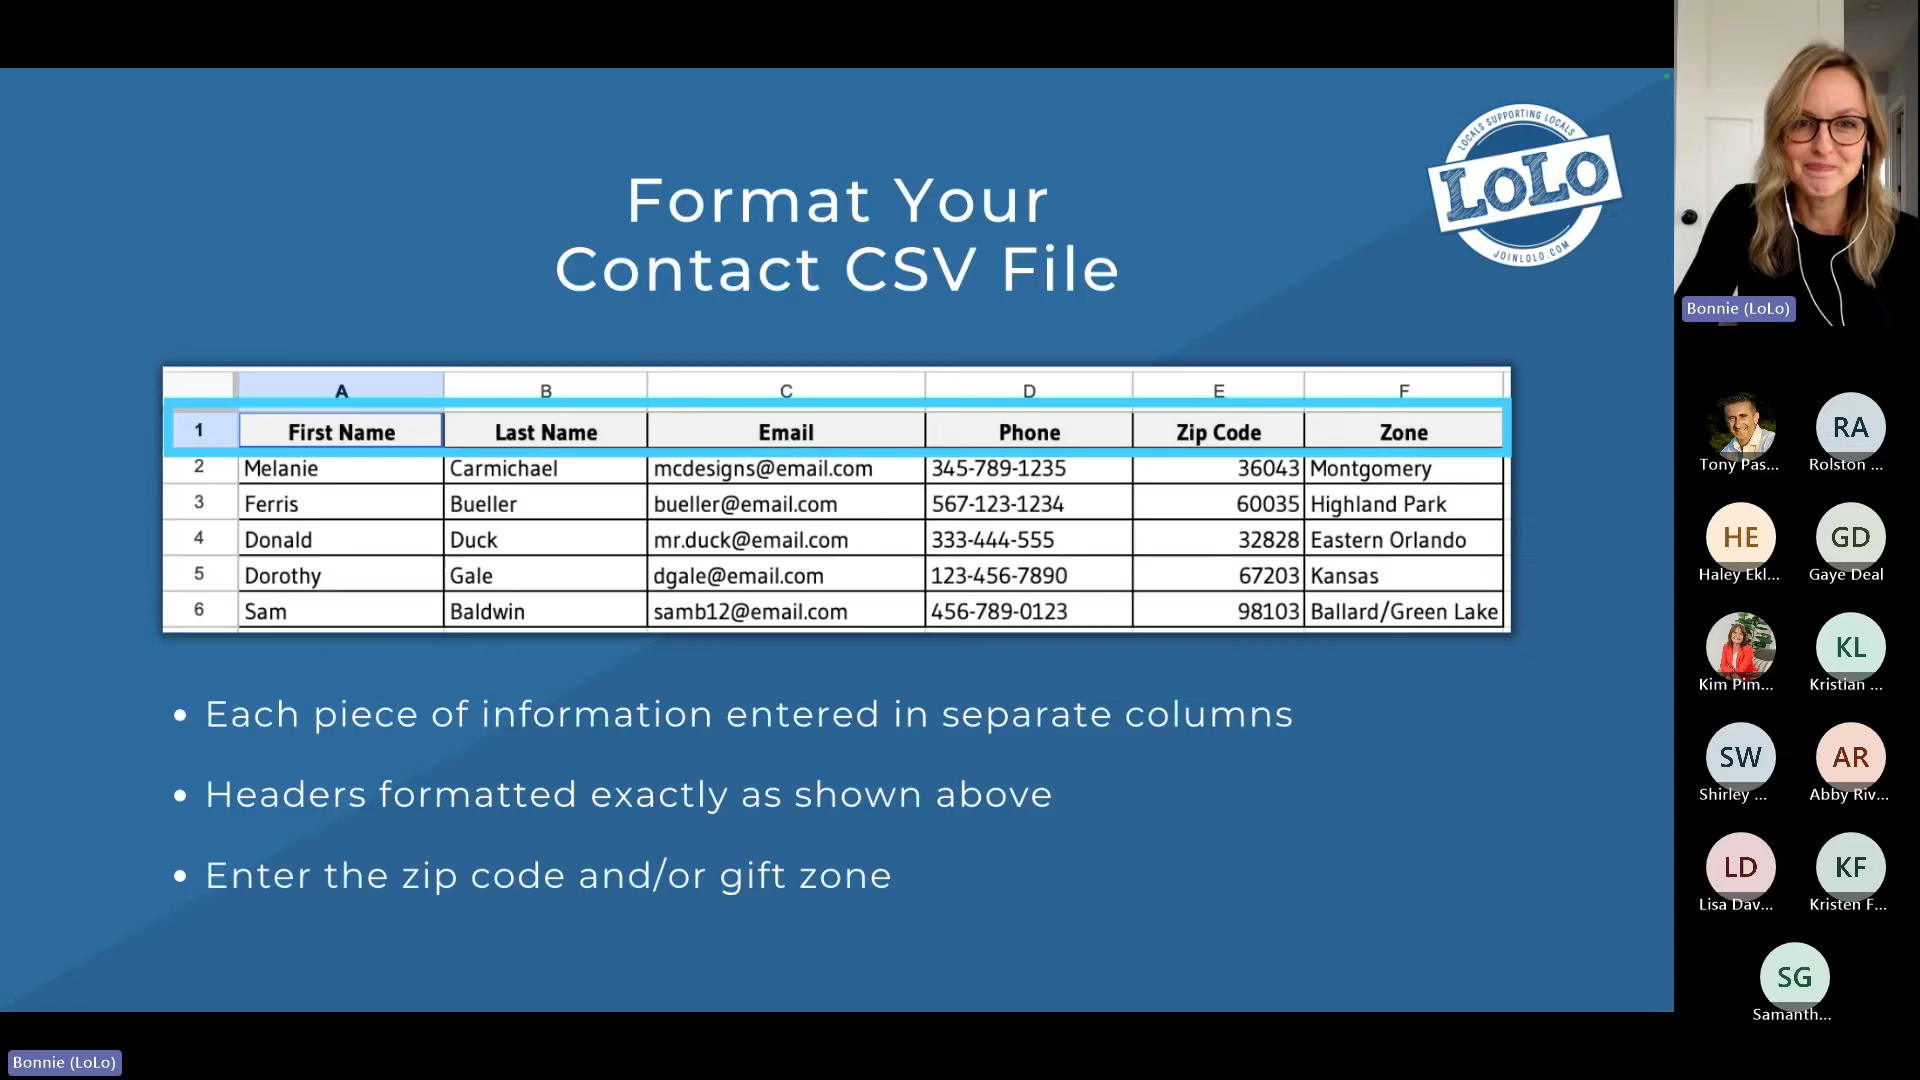 LOCALS SUPPORTING LOCALS
LOLO
JOINLOLO.COM
Format Your
Contact CSV File
A B C D E F
1 First Name Last Name Email Phone Zip Code Zone
2 Melanie Carmichael mcdesigns@email.com 345-789-1235 36043 Montgomery
3 Ferris Bueller bueller@email.com 567-123-1234 60035 Highland Park
4 Donald Duck mr.duck@email.com 333-444-555 32828 Eastern Orlando
5 Dorothy Gale dgale@email.com 123-456-7890 67203 Kansas
6 Sam Baldwin samb12@email.com 456-789-0123 98103 Ballard/Green Lake
• Each piece of information entered in separate columns
• Headers formatted exactly as shown above
• Enter the zip code and/or gift zone
Bonnie (LoLo)
Bonnie (LoLo)
RA
Tony Pas... Rolston ...
HE GD
Haley Ekl... Gaye Deal
KL
Kim Pim... Kristian ...
SW AR
Shirley ... Abby Riv...
LD KF
Lisa Dav... Kristen F...
SG
Samanth...